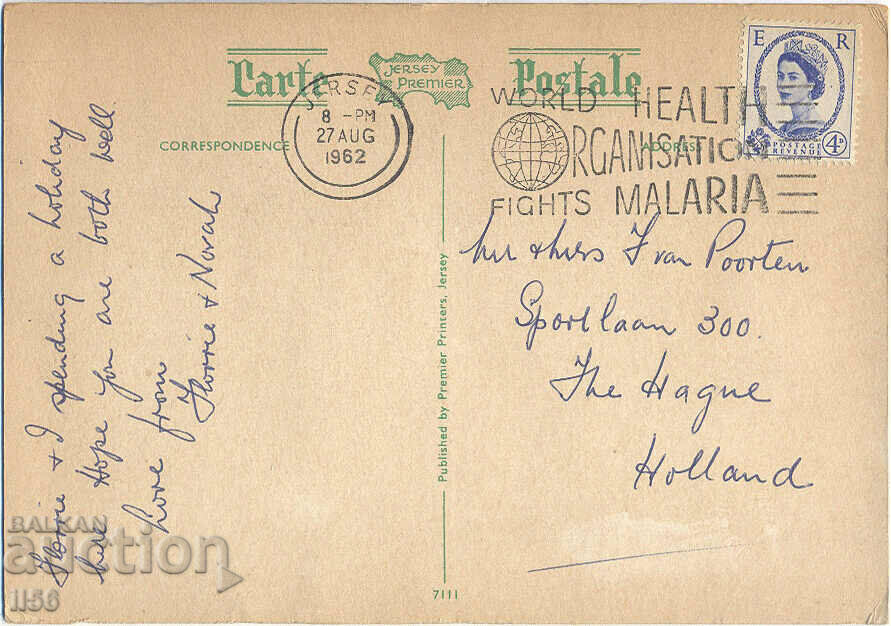 Carte
JERSEY PREMIER
Postale
CORRESPONDENCE
ADDRESS
JERSEY
8 - PM
27 AUG
1962
WORLD HEALTH
ORGANISATION
FIGHTS MALARIA
E R
POSTAGE
REVENUE
4D
Florrie & I spending a holiday
here Hope you are both well.
Love from
Florrie & Norah
Mr & Mrs J van Poorten
Sportlaan 300.
The Hague
Holland
Published by Premier Printers, Jersey
7111
BALKAN
auction
1156